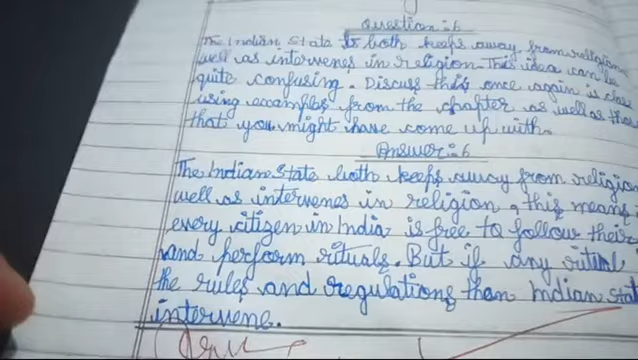 Question:6
The Indian State is both keeps away from religion
well as intervenes in religion. This idea can be
quite confusing. Discuss this once again in class
using examples from the chapter as well as those
that you might have come up with.
Answer:6
The Indian State both keeps away from religion
well as intervenes in religion, this means
every citizen in India is free to follow their
and perform rituals. But if any ritual
the rules and regulations than Indian stat
intervene.